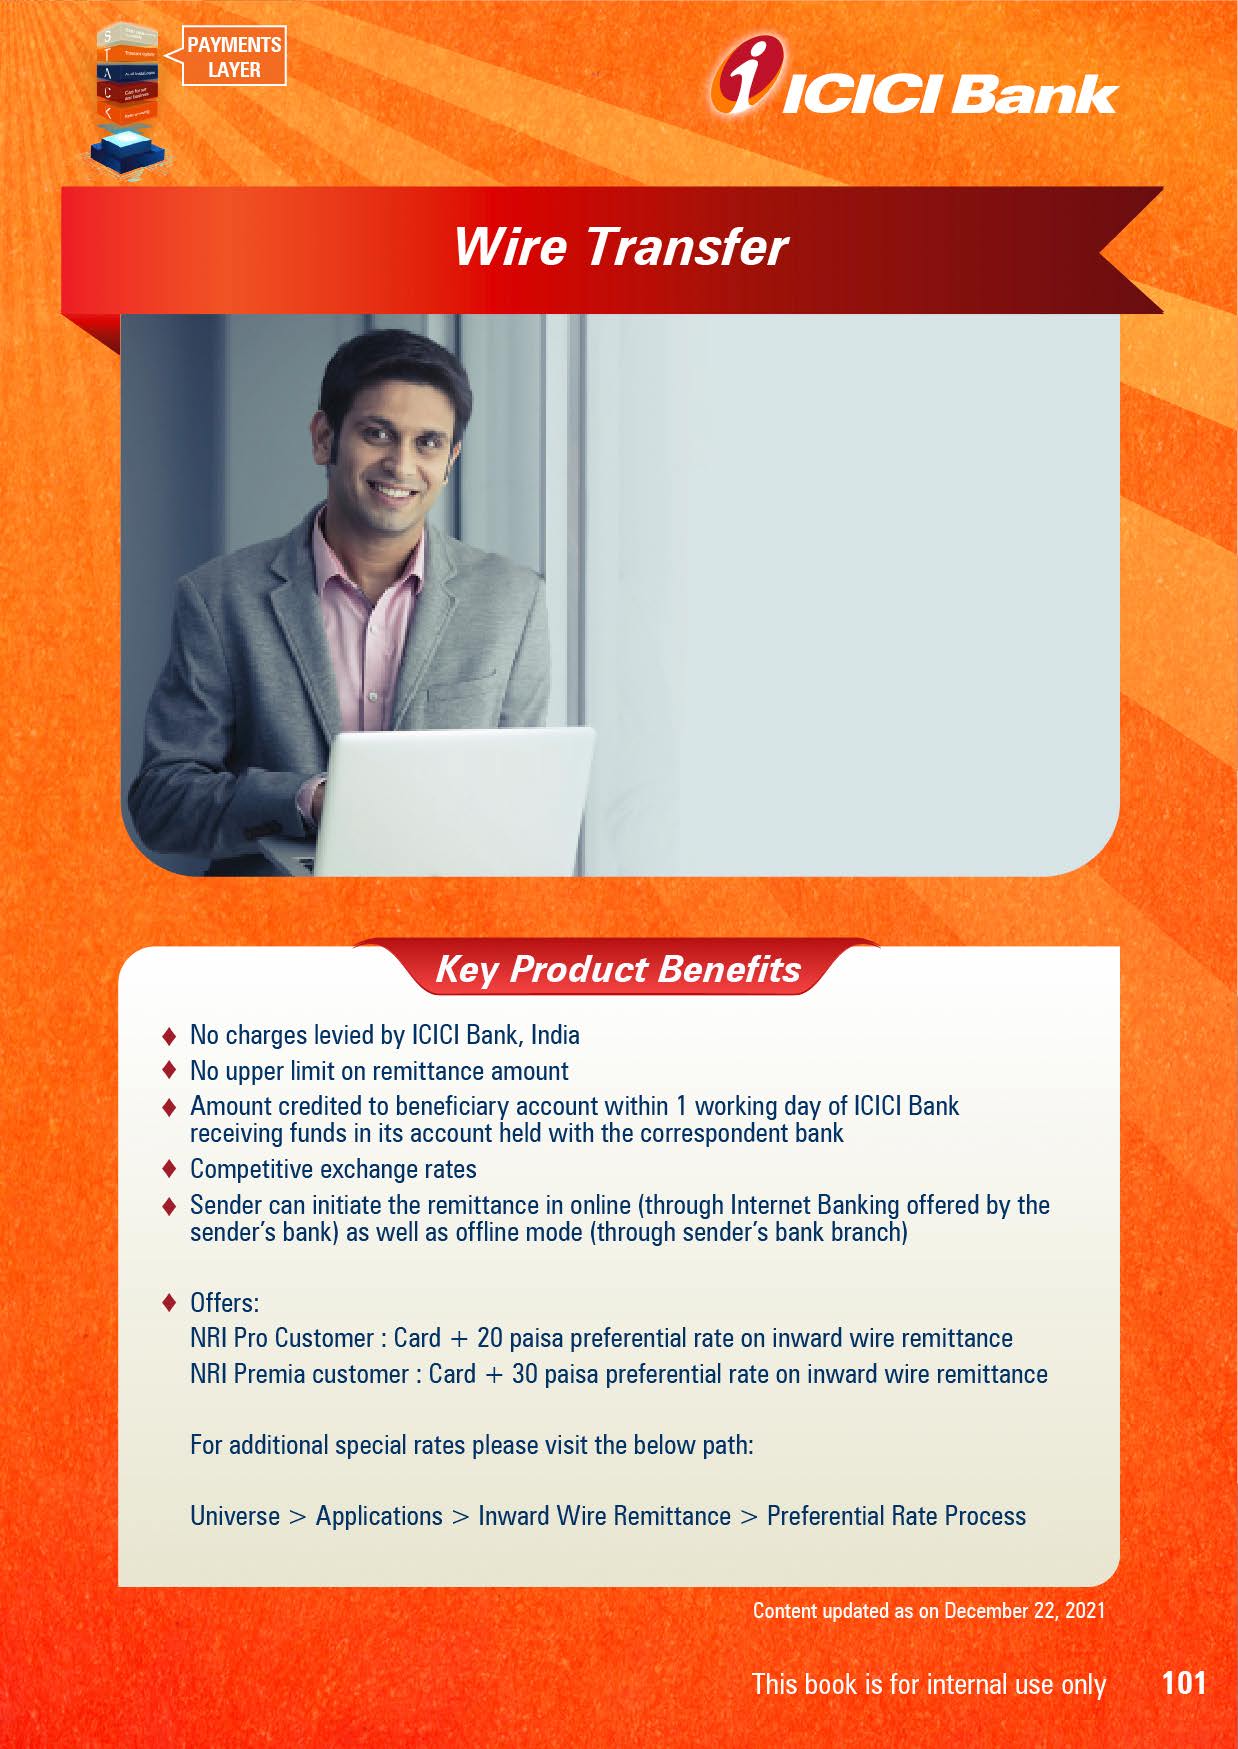 S
T
A
C
K
PAYMENTS
LAYER
ICICI Bank
Wire Transfer
Key Product Benefits
♦ No charges levied by ICICI Bank, India
♦ No upper limit on remittance amount
♦ Amount credited to beneficiary account within 1 working day of ICICI Bank
receiving funds in its account held with the correspondent bank
♦ Competitive exchange rates
♦ Sender can initiate the remittance in online (through Internet Banking offered by the
sender’s bank) as well as offline mode (through sender’s bank branch)
♦ Offers:
NRI Pro Customer : Card + 20 paisa preferential rate on inward wire remittance
NRI Premia customer : Card + 30 paisa preferential rate on inward wire remittance
For additional special rates please visit the below path:
Universe > Applications > Inward Wire Remittance > Preferential Rate Process
Content updated as on December 22, 2021
This book is for internal use only 101